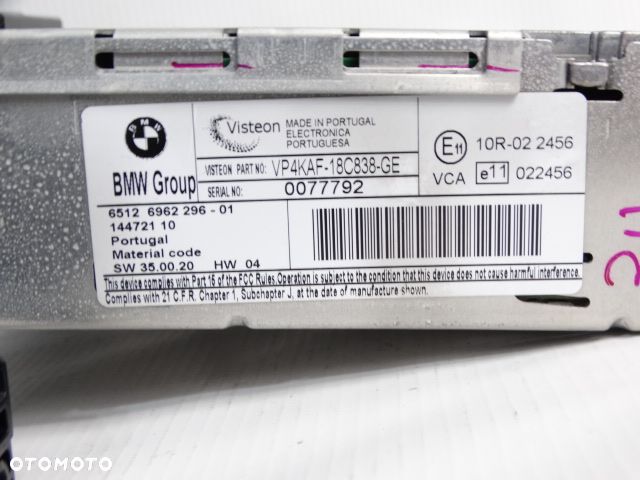 BMW
BMW Group
Visteon
MADE IN PORTUGAL
ELECTRONICA
PORTUGUESA
VISTEON PART NO: VP4KAF-18C838-GE
SERIAL NO: 0077792
E11 10R-02 2456
VCA e11 022456
6512 6962 296-01
144721 10
Portugal
Material code
SW 35.00.20 HW 04
This device complies with Part 15 of the FCC Rules.Operation is subject to the condition that this device does not cause harmful interference.
Complies with 21 C.F.R. Chapter 1, Subchapter J, at the date of manufacture shown.
OTOMOTO